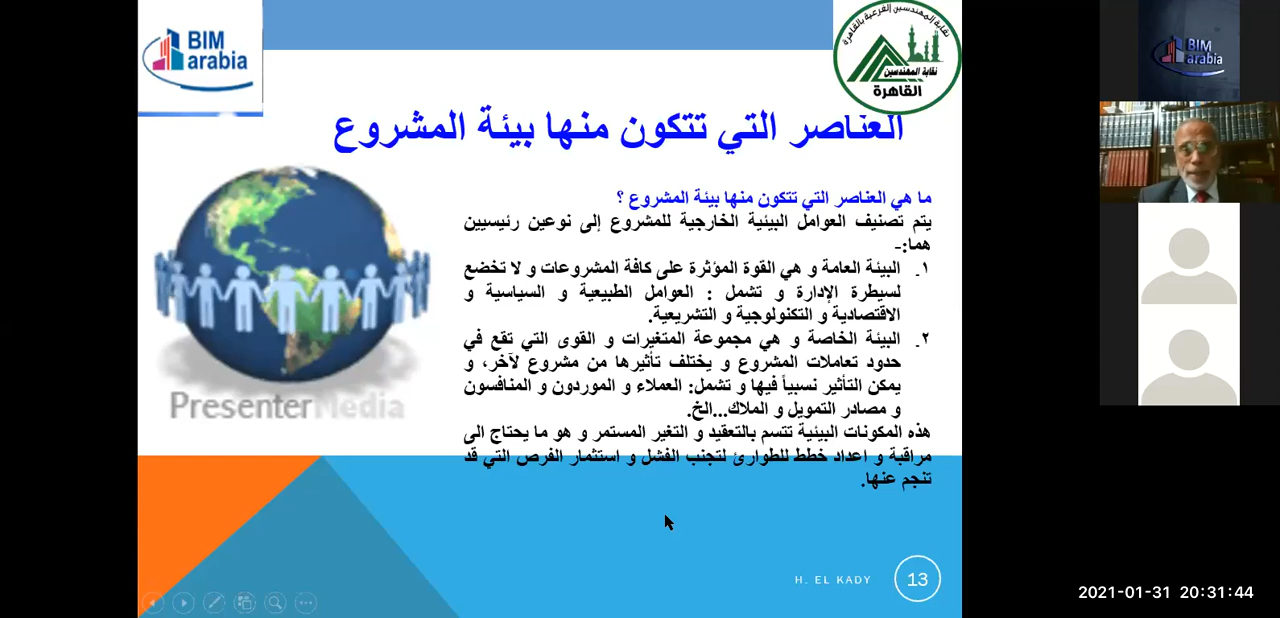 BIM
arabia
نقابة المهندسين الفرعية بالقاهرة
نقابة المهندسين
القاهرة
BIM
arabia
العناصر التي تتكون منها بيئة المشروع
ما هي العناصر التي تتكون منها بيئة المشروع ؟
يتم تصنيف العوامل البيئية الخارجية للمشروع إلى نوعين رئيسيين
هما:-
١. البيئة العامة و هي القوة المؤثرة على كافة المشروعات و لا تخضع
لسيطرة الإدارة و تشمل : العوامل الطبيعية و السياسية و
الاقتصادية و التكنولوجية و التشريعية.
٢. البيئة الخاصة و هي مجموعة المتغيرات و القوى التي تقع في
حدود تعاملات المشروع و يختلف تأثيرها من مشروع لآخر، و
يمكن التأثير نسبياً فيها و تشمل: العملاء و الموردون و المنافسون
و مصادر التمويل و الملاك...الخ.
هذه المكونات البيئية تتسم بالتعقيد و التغير المستمر و هو ما يحتاج الى
مراقبة و اعداد خطط للطوارئ لتجنب الفشل و استثمار الفرص التي قد
تنجم عنها.
PresenterMedia
H. EL KADY
13
2021-01-31 20:31:44